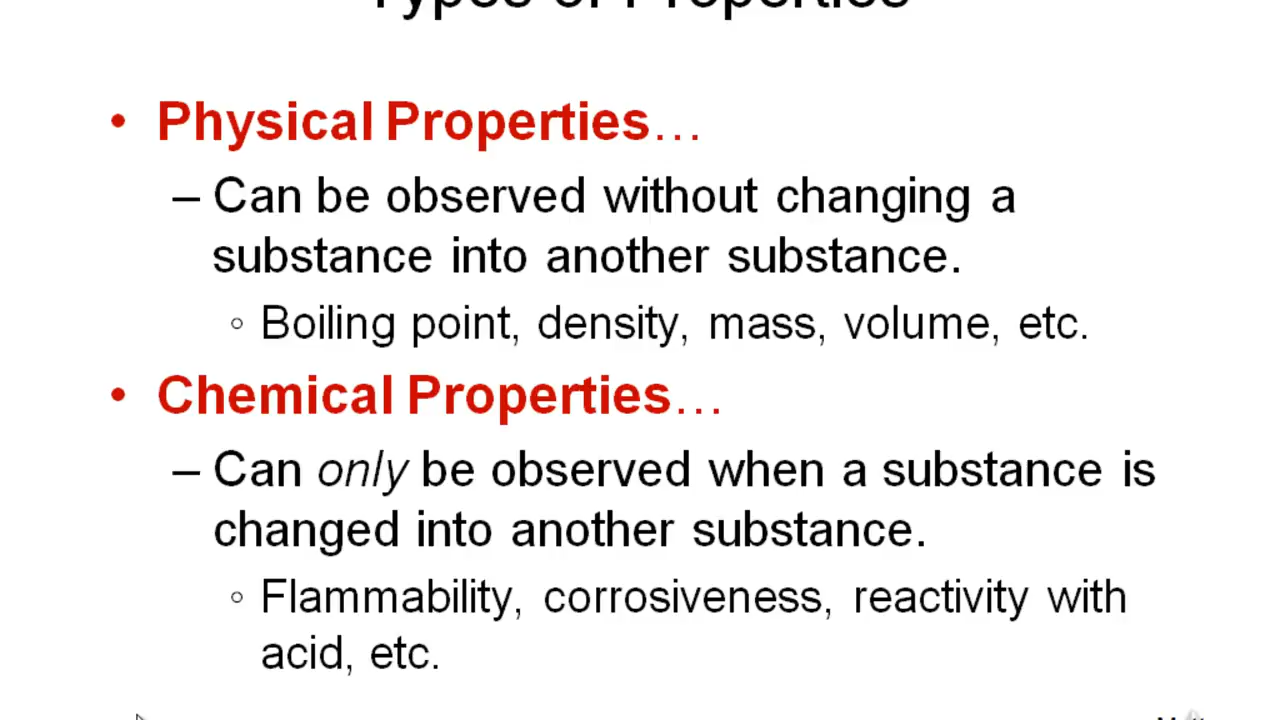 Types of Properties
• Physical Properties…
– Can be observed without changing a
substance into another substance.
◦ Boiling point, density, mass, volume, etc.
• Chemical Properties…
– Can only be observed when a substance is
changed into another substance.
◦ Flammability, corrosiveness, reactivity with
acid, etc.